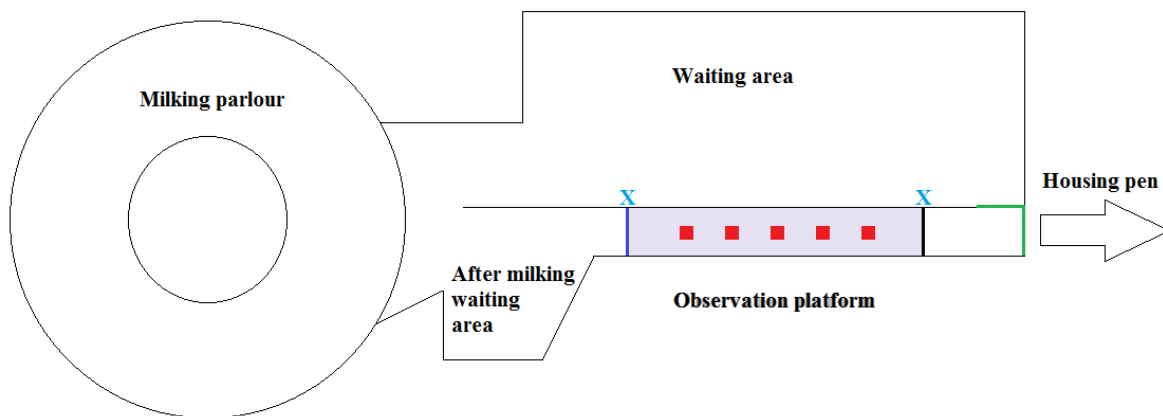 Waiting area
Milking parlour
X
X
Housing pen
After milking
waiting
area
Observation platform